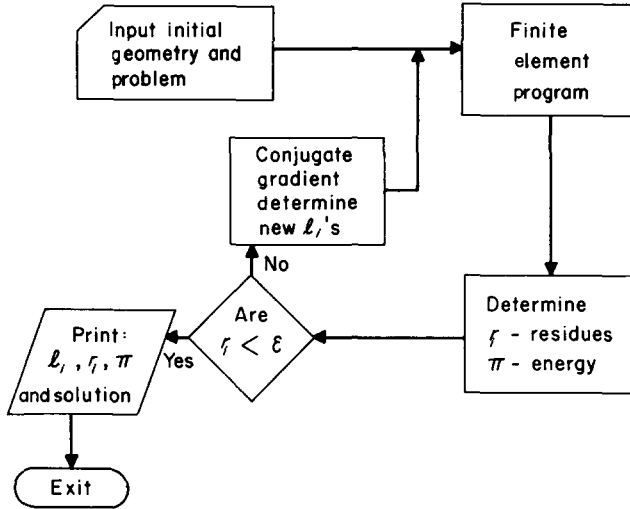 Input initial
geometry and
problem
Finite
element
program
Conjugate
gradient
determine
new ℓᵢ's
No
Determine
rᵢ - residues
π - energy
Are
rᵢ < ε
Yes
Print:
ℓᵢ, rᵢ, π
and solution
Exit